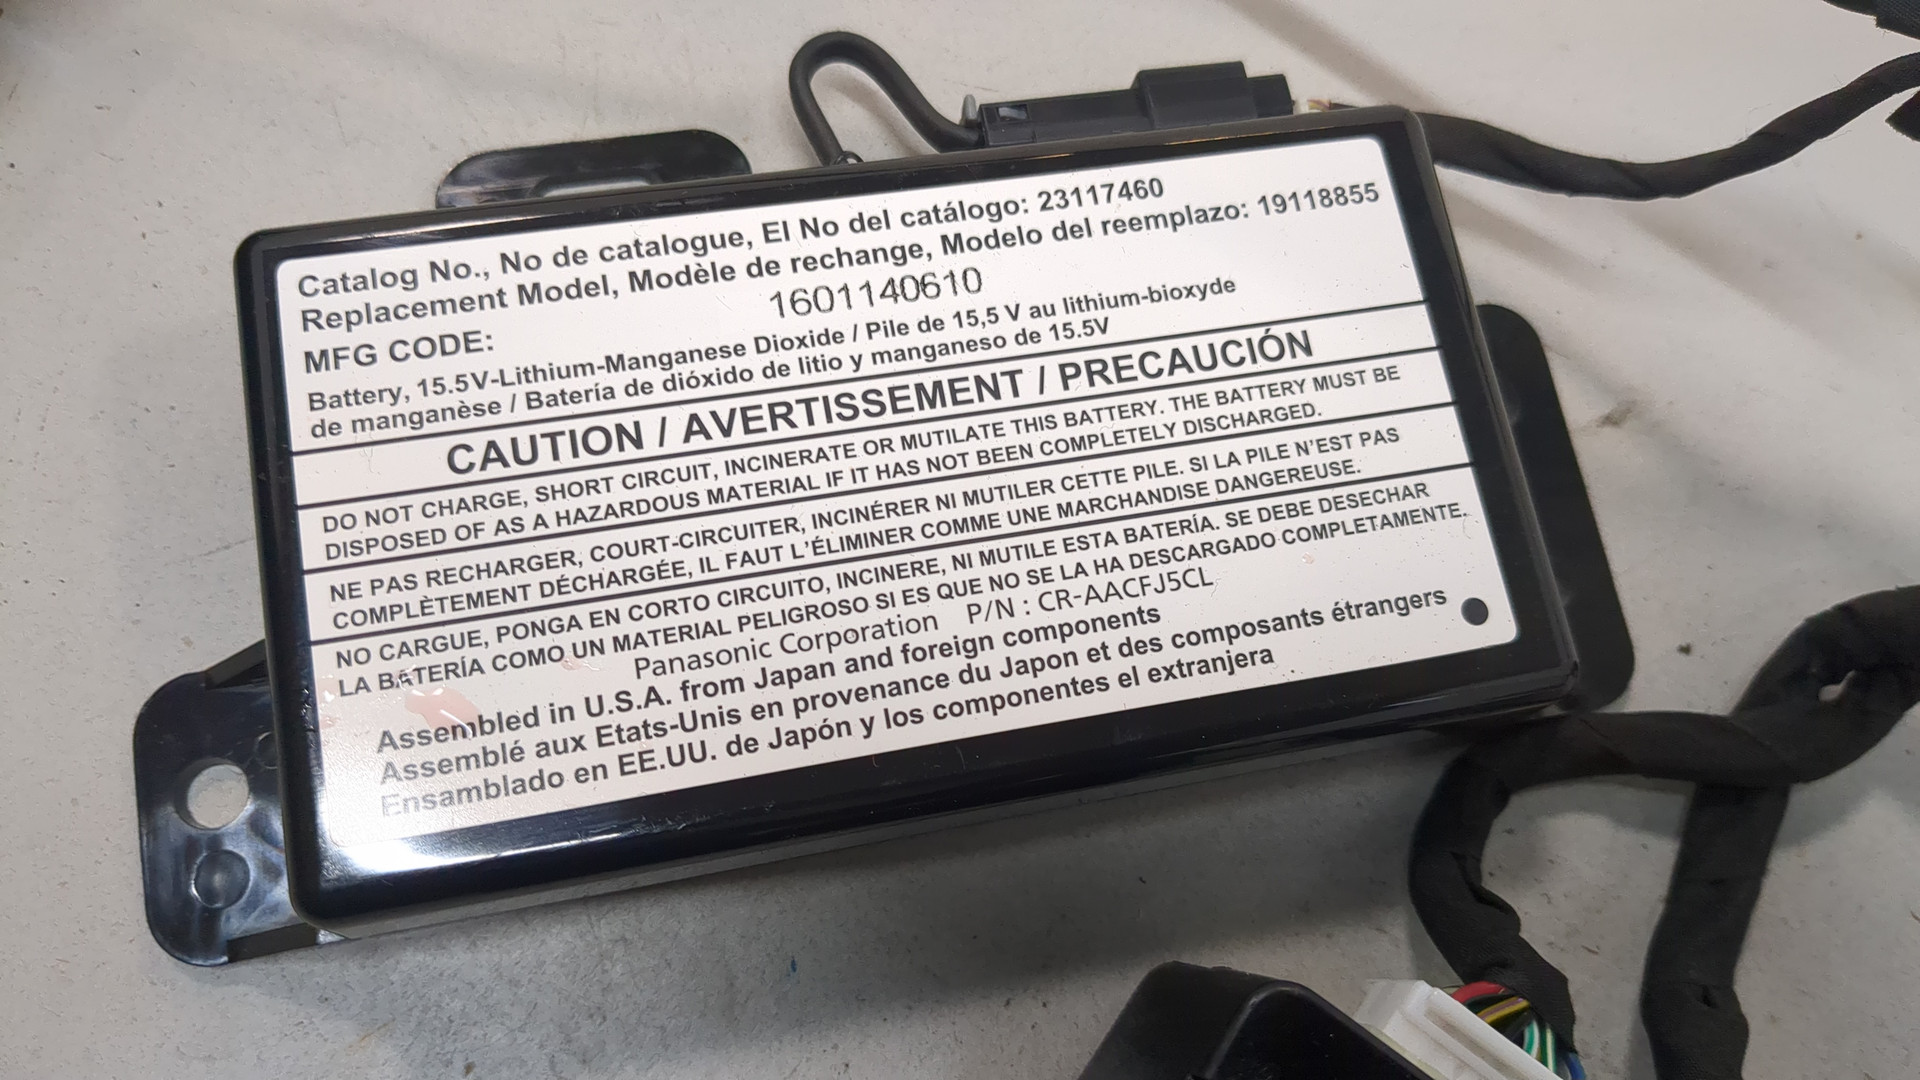 Catalog No., No de catalogue, El No del catálogo: 23117460
Replacement Model, Modèle de rechange, Modelo del reemplazo: 19118855
MFG CODE: 1601140610
Battery, 15.5V-Lithium-Manganese Dioxide / Pile de 15,5 V au lithium-bioxyde
de manganèse / Batería de dióxido de litio y manganeso de 15.5V
CAUTION / AVERTISSEMENT / PRECAUCIÓN
DO NOT CHARGE, SHORT CIRCUIT, INCINERATE OR MUTILATE THIS BATTERY. THE BATTERY MUST BE
DISPOSED OF AS A HAZARDOUS MATERIAL IF IT HAS NOT BEEN COMPLETELY DISCHARGED.
NE PAS RECHARGER, COURT-CIRCUITER, INCINÉRER NI MUTILER CETTE PILE. SI LA PILE N'EST PAS
COMPLÈTEMENT DÉCHARGÉE, IL FAUT L'ÉLIMINER COMME UNE MARCHANDISE DANGEREUSE.
NO CARGUE, PONGA EN CORTO CIRCUITO, INCINERE, NI MUTILE ESTA BATERÍA. SE DEBE DESECHAR
LA BATERÍA COMO UN MATERIAL PELIGROSO SI ES QUE NO SE LA HA DESCARGADO COMPLETAMENTE.
Panasonic Corporation P/N : CR-AACFJ5CL
Assembled in U.S.A. from Japan and foreign components
Assemblé aux Etats-Unis en provenance du Japon et des composants étrangers
Ensamblado en EE.UU. de Japón y los componentes el extranjera